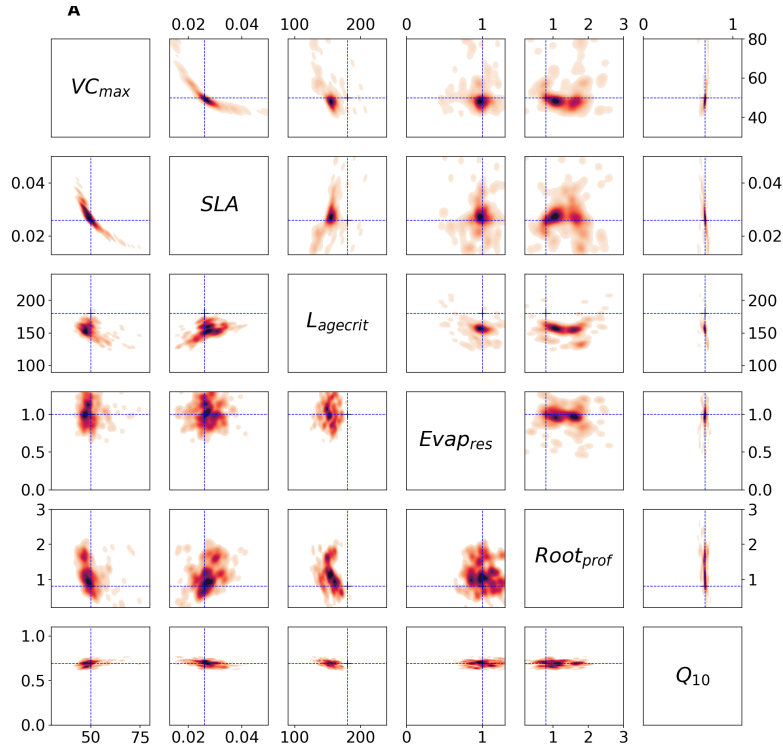 A
0.02 0.04 100 200 1 1 2 3 0 1
VCmax 80 60 40
0.04 0.02 SLA 0.04 0.02
200 150 100 Lagecrit 200 150 100
1.0 0.5 0.0 Evapres 1.0 0.5 0.0
3 2 1 Rootprof 3 2 1
1.0 0.5 0.0 Q10
50 75 0.02 0.04 100 200 1 1 2 3